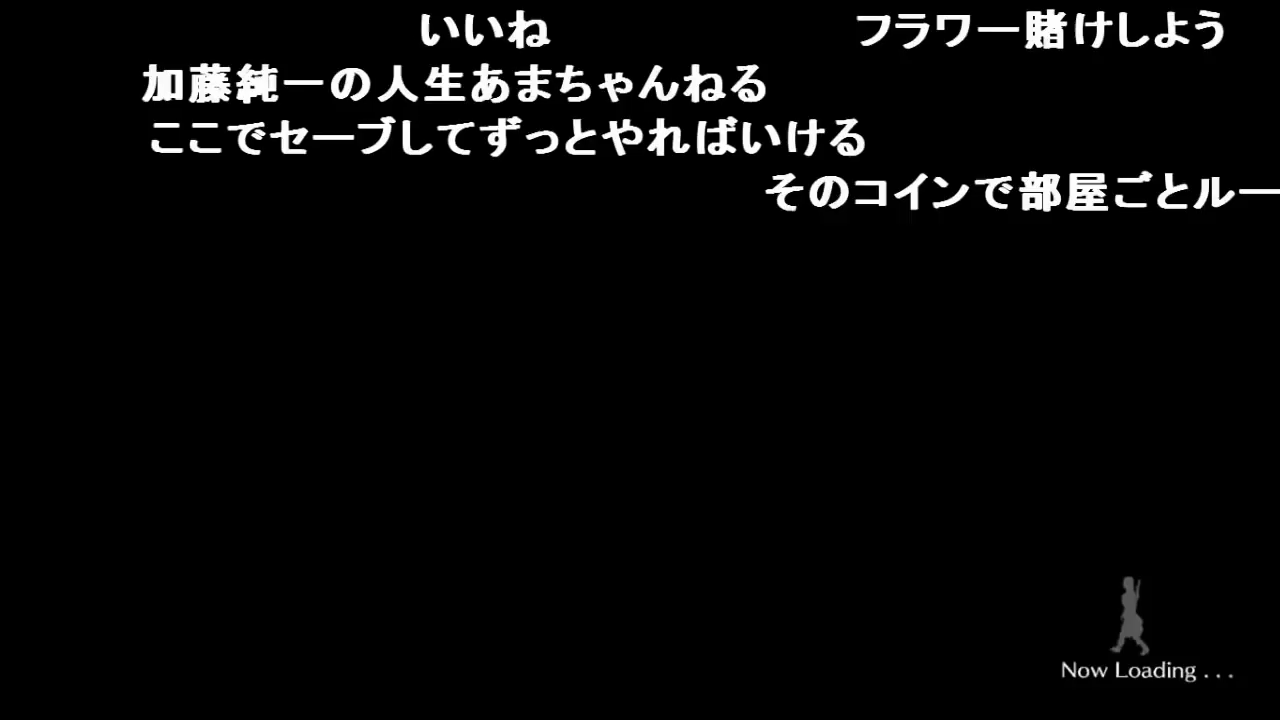 いいね
フラワー賭けしよう
加藤純一の人生あまちゃんねる
ここでセーブしてずっとやればいける
そのコインで部屋ごとルー
Now Loading . . .